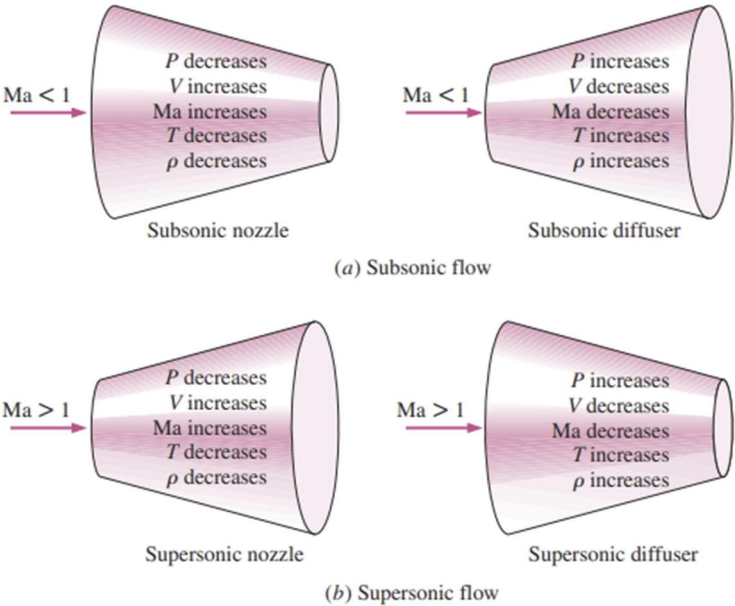 Ma < 1
P decreases
V increases
Ma increases
T decreases
ρ decreases
Subsonic nozzle
Ma < 1
P increases
V decreases
Ma decreases
T increases
ρ increases
Subsonic diffuser
(a) Subsonic flow
Ma > 1
P decreases
V increases
Ma increases
T decreases
ρ decreases
Supersonic nozzle
Ma > 1
P increases
V decreases
Ma decreases
T increases
ρ increases
Supersonic diffuser
(b) Supersonic flow